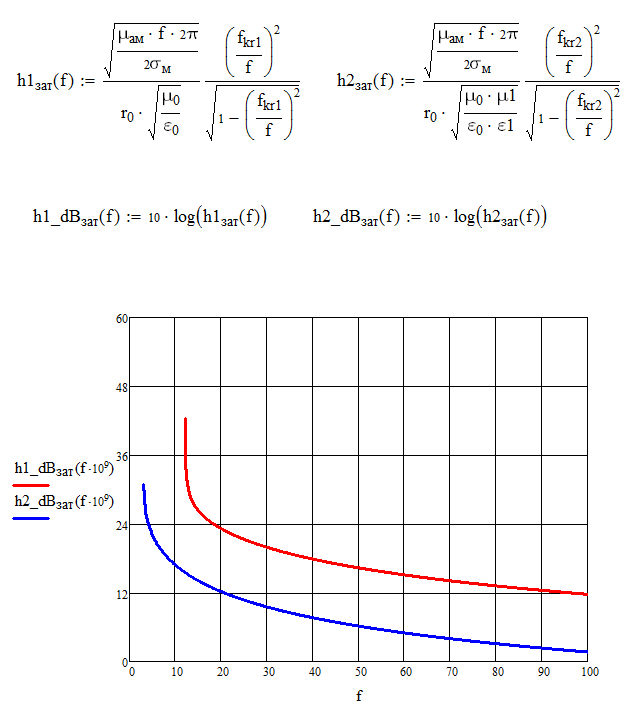 h1зат(f) := √(μам · f · 2π / 2σм) / (r0 · √(μ0 / ε0)) · (fkr1 / f)² / √(1 − (fkr1 / f)²) h2зат(f) := √(μам · f · 2π / 2σм) / (r0 · √(μ0 · μ1 / ε0 · ε1)) · (fkr2 / f)² / √(1 − (fkr2 / f)²)
h1_dBзат(f) := 10 · log(h1зат(f)) h2_dBзат(f) := 10 · log(h2зат(f))
60
48
36
24
12
0
h1_dBзат(f·10⁹)
h2_dBзат(f·10⁹)
0 10 20 30 40 50 60 70 80 90 100
f